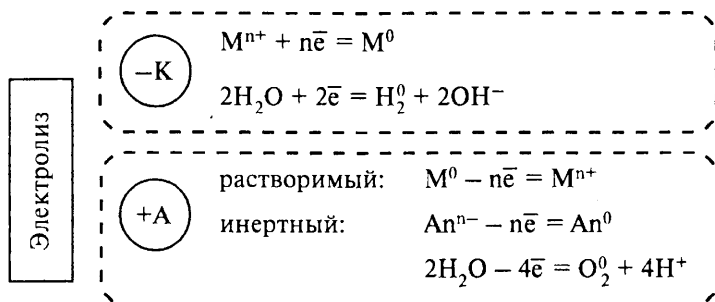 Электролиз
–K
Mⁿ⁺ + nē = M⁰
2H₂O + 2ē = H₂⁰ + 2OH⁻
+A
растворимый: M⁰ – nē = Mⁿ⁺
инертный: Anⁿ⁻ – nē = An⁰
2H₂O – 4ē = O₂⁰ + 4H⁺